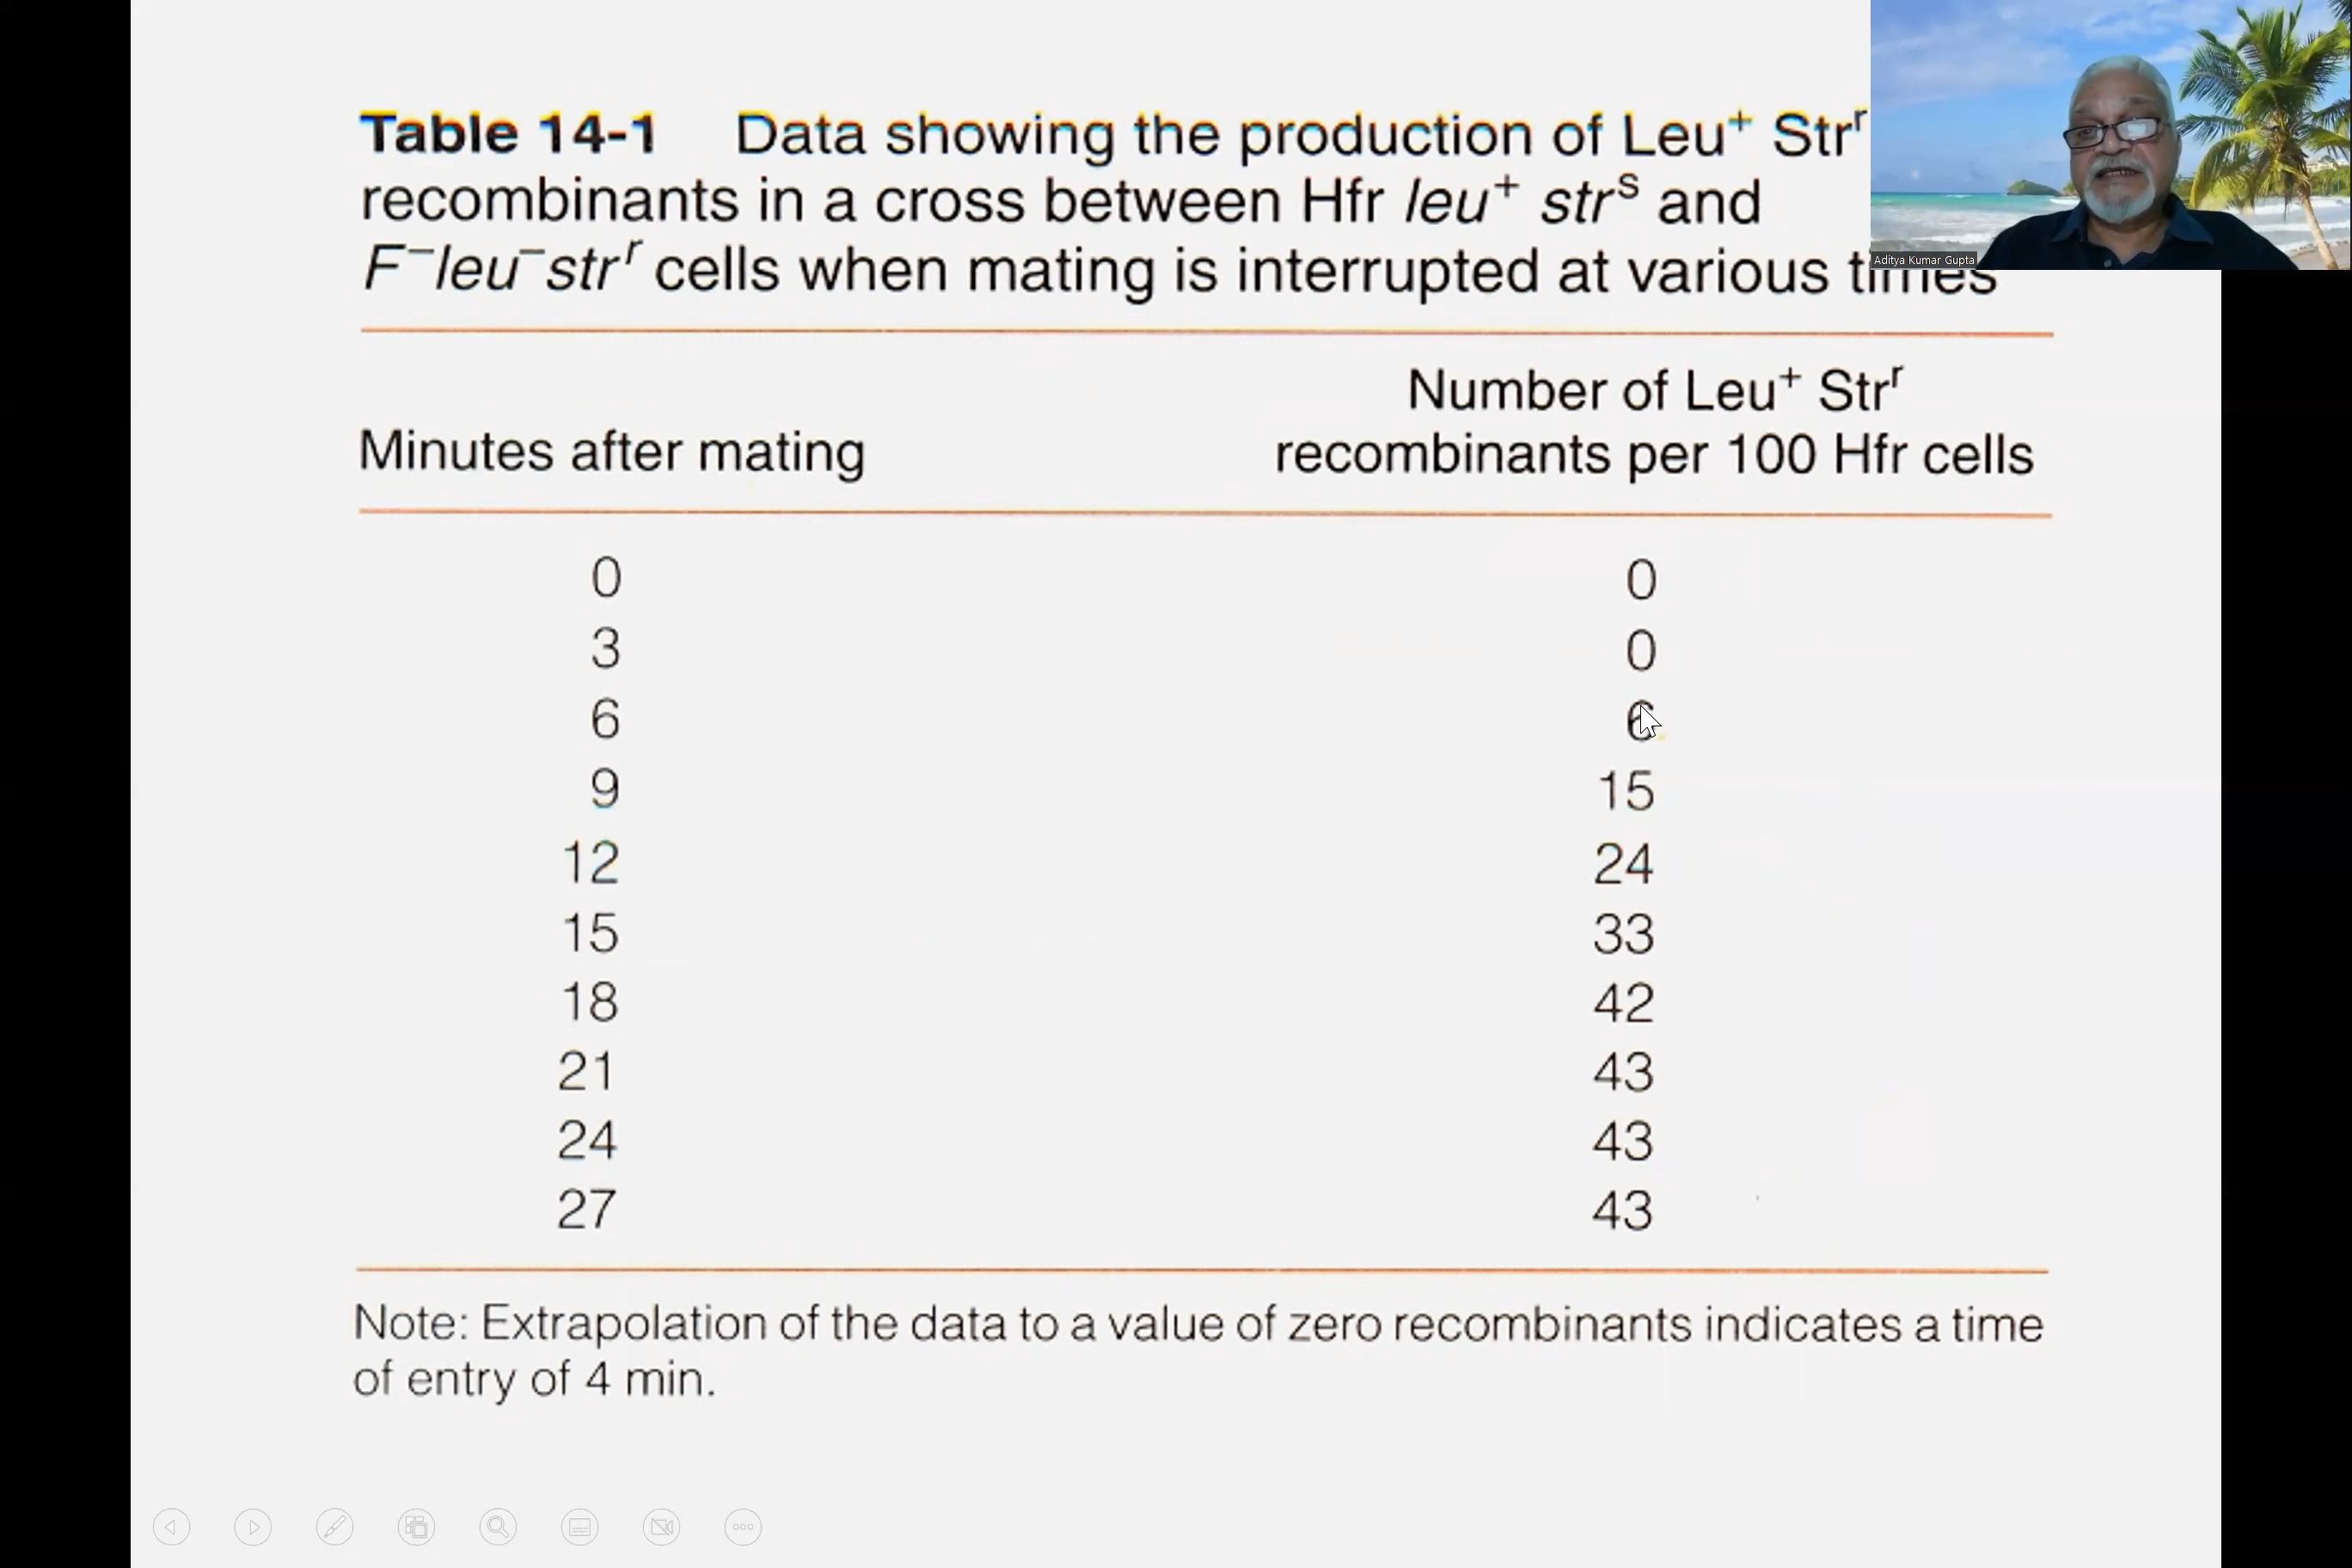 Table 14-1 Data showing the production of Leu⁺ Strʳ
recombinants in a cross between Hfr leu⁺ strˢ and
F⁻leu⁻strʳ cells when mating is interrupted at various times
Minutes after mating
Number of Leu⁺ Strʳ
recombinants per 100 Hfr cells
0 0
3 0
6 6
9 15
12 24
15 33
18 42
21 43
24 43
27 43
Note: Extrapolation of the data to a value of zero recombinants indicates a time
of entry of 4 min.
Aditya Kumar Gupta